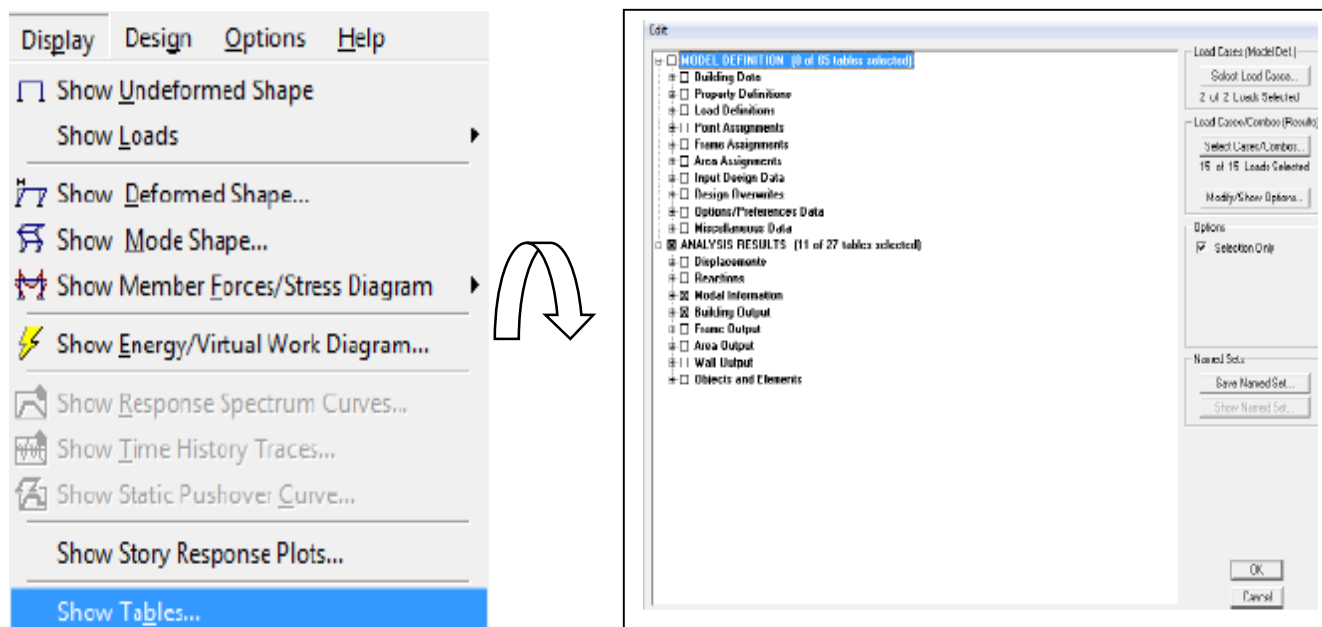 Display Design Options Help
Show Undeformed Shape
Show Loads
Show Deformed Shape...
Show Mode Shape...
Show Member Forces/Stress Diagram
Show Energy/Virtual Work Diagram...
Show Response Spectrum Curves...
Show Time History Traces...
Show Static Pushover Curve...
Show Story Response Plots...
Show Tables...
Edit
MODEL DEFINITION (0 of 65 tables selected)
Building Data
Property Definitions
Load Definitions
Point Assignments
Frame Assignments
Area Assignments
Input Design Data
Design Overwrites
Options/Preferences Data
Miscellaneous Data
ANALYSIS RESULTS (11 of 27 tables selected)
Displacements
Reactions
Model Information
Building Output
Frame Output
Area Output
Wall Output
Objects and Elements
Load Cases (Model Def.)
Select Load Cases...
2 of 2 Loads Selected
Load Cases/Combos (Results)
Select Cases/Combos...
15 of 15 Loads Selected
Modify/Show Options...
Options
Selection Only
Named Sets
Save Named Set...
Show Named Set...
OK
Cancel